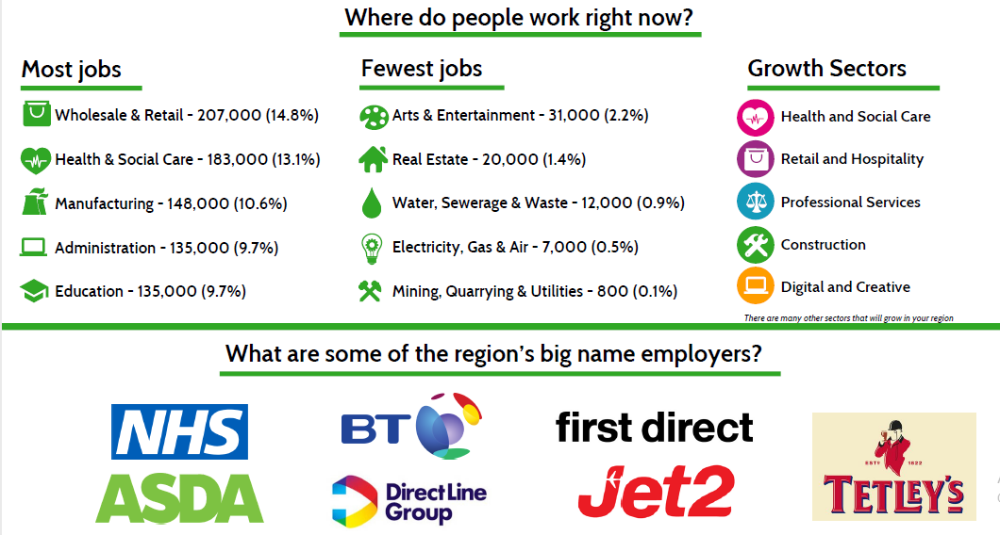 Where do people work right now?
Most jobs
Wholesale & Retail - 207,000 (14.8%)
Health & Social Care - 183,000 (13.1%)
Manufacturing - 148,000 (10.6%)
Administration - 135,000 (9.7%)
Education - 135,000 (9.7%)
Fewest jobs
Arts & Entertainment - 31,000 (2.2%)
Real Estate - 20,000 (1.4%)
Water, Sewerage & Waste - 12,000 (0.9%)
Electricity, Gas & Air - 7,000 (0.5%)
Mining, Quarrying & Utilities - 800 (0.1%)
Growth Sectors
Health and Social Care
Retail and Hospitality
Professional Services
Construction
Digital and Creative
There are many other sectors that will grow in your region
What are some of the region's big name employers?
NHS
ASDA
BT
Direct Line
Group
first direct
Jet2
ESTD 1822
TETLEY'S